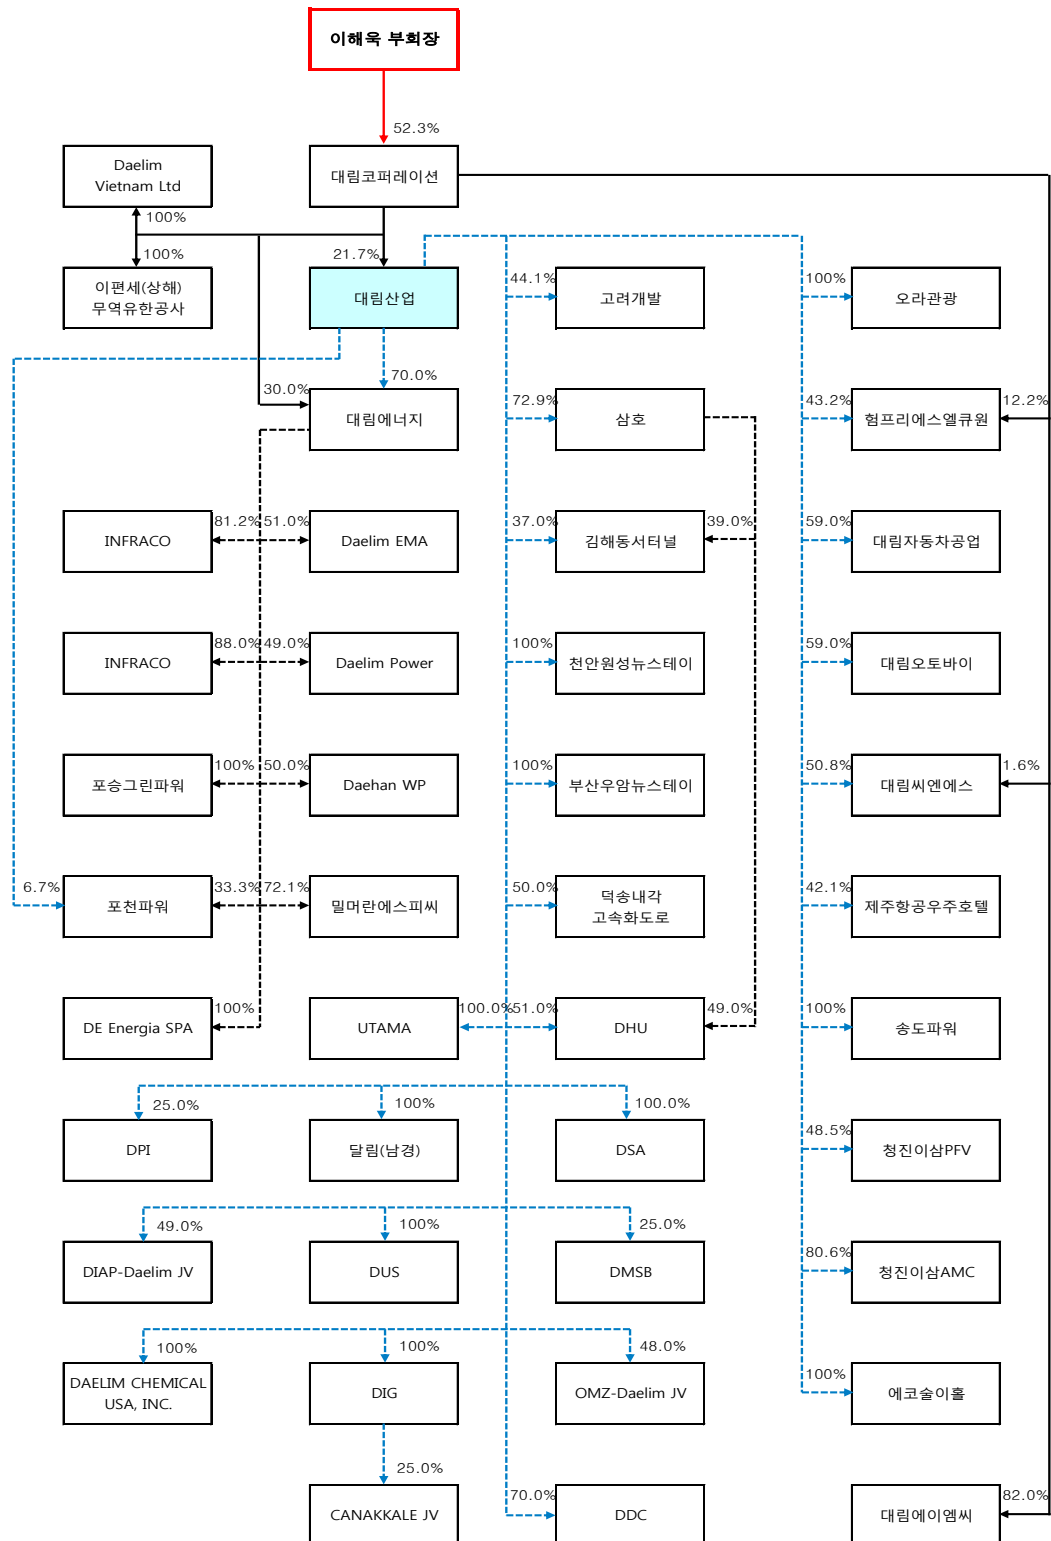 이해욱 부회장
52.3%
Daelim
Vietnam Ltd
대림코퍼레이션
100%
100%
21.7%
44.1%
100%
이편세(상해)
무역유한공사
대림산업
고려개발
오라관광
70.0%
30.0%
72.9%
43.2%
12.2%
대림에너지
삼호
험프리에스엘큐원
81.2%
51.0%
37.0%
39.0%
59.0%
INFRACO
Daelim EMA
김해동서터널
대림자동차공업
88.0%
49.0%
100%
59.0%
INFRACO
Daelim Power
천안원성뉴스테이
대림오토바이
100%
50.0%
100%
50.8%
1.6%
포승그린파워
Daehan WP
부산우암뉴스테이
대림씨엔에스
6.7%
33.3%
72.1%
50.0%
42.1%
포천파워
밀머란에스피씨
덕송내각
고속화도로
제주항공우주호텔
100%
100.0%
51.0%
49.0%
100%
DE Energia SPA
UTAMA
DHU
송도파워
25.0%
100%
100.0%
48.5%
DPI
달림(남경)
DSA
청진이삼PFV
49.0%
100%
25.0%
80.6%
DIAP-Daelim JV
DUS
DMSB
청진이삼AMC
100%
100%
48.0%
100%
DAELIM CHEMICAL
USA, INC.
DIG
OMZ-Daelim JV
에코술이홀
25.0%
70.0%
82.0%
CANAKKALE JV
DDC
대림에이엠씨